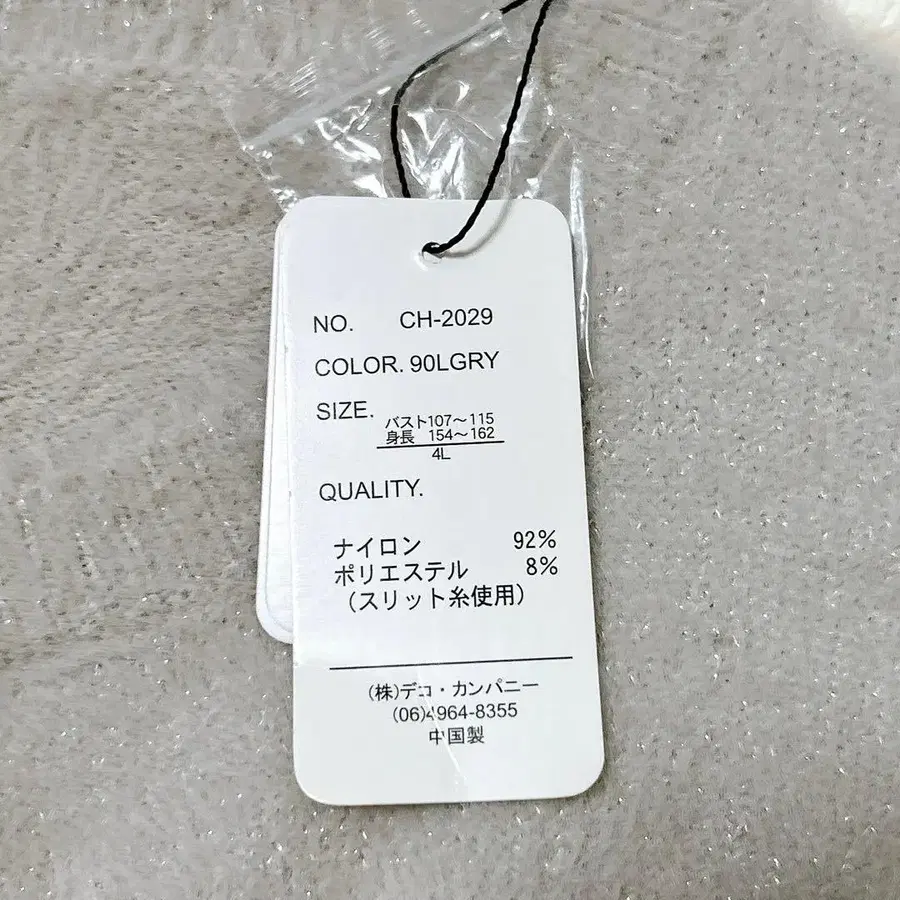 NO. CH-2029
COLOR. 90LGRY
SIZE.
バスト107～115
身長 154～162
4L
QUALITY.
ナイロン 92%
ポリエステル 8%
（スリット糸使用）
(株)デコ・カンパニー
(06)4964-8355
中国製